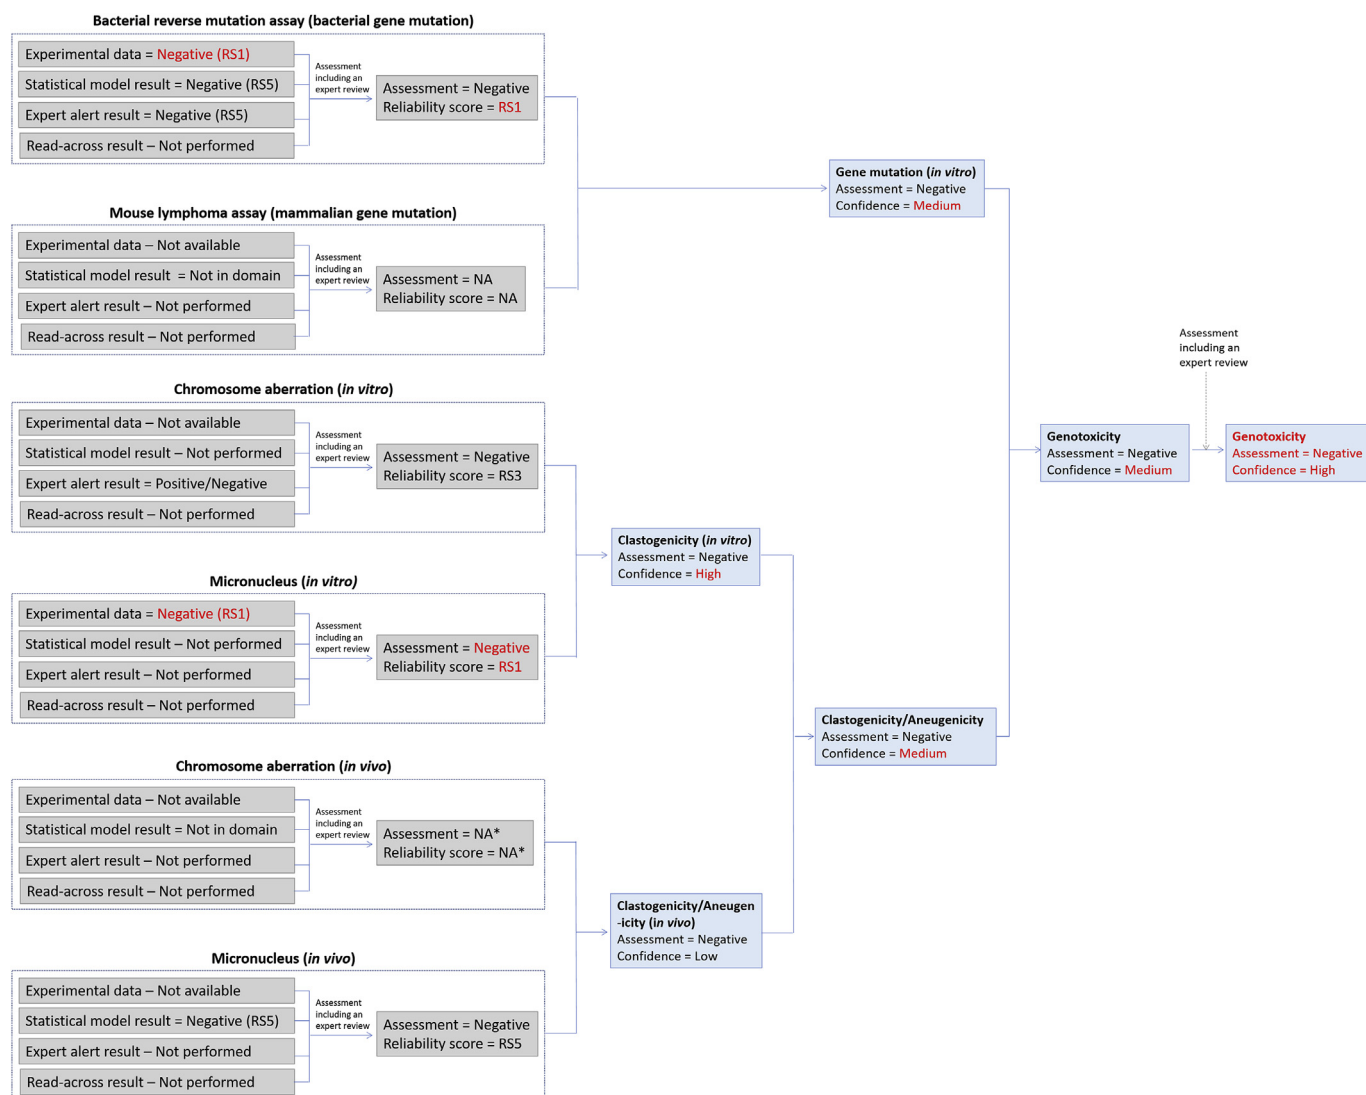 Bacterial reverse mutation assay (bacterial gene mutation)
Experimental data = Negative (RS1)
Statistical model result = Negative (RS5)
Expert alert result = Negative (RS5)
Read-across result – Not performed
Assessment
including an
expert review
Assessment = Negative
Reliability score = RS1
Mouse lymphoma assay (mammalian gene mutation)
Experimental data – Not available
Statistical model result = Not in domain
Expert alert result – Not performed
Read-across result – Not performed
Assessment
including an
expert review
Assessment = NA
Reliability score = NA
Chromosome aberration (in vitro)
Experimental data – Not available
Statistical model result – Not performed
Expert alert result = Positive/Negative
Read-across result – Not performed
Assessment
including an
expert review
Assessment = Negative
Reliability score = RS3
Micronucleus (in vitro)
Experimental data = Negative (RS1)
Statistical model result – Not performed
Expert alert result – Not performed
Read-across result – Not performed
Assessment
including an
expert review
Assessment = Negative
Reliability score = RS1
Chromosome aberration (in vivo)
Experimental data – Not available
Statistical model result = Not in domain
Expert alert result – Not performed
Read-across result – Not performed
Assessment
including an
expert review
Assessment = NA*
Reliability score = NA*
Micronucleus (in vivo)
Experimental data – Not available
Statistical model result = Negative (RS5)
Expert alert result – Not performed
Read-across result – Not performed
Assessment
including an
expert review
Assessment = Negative
Reliability score = RS5
Clastogenicity (in vitro)
Assessment = Negative
Confidence = High
Clastogenicity/Aneugen
-icity (in vivo)
Assessment = Negative
Confidence = Low
Gene mutation (in vitro)
Assessment = Negative
Confidence = Medium
Clastogenicity/Aneugenicity
Assessment = Negative
Confidence = Medium
Genotoxicity
Assessment = Negative
Confidence = Medium
Assessment
including an
expert review
Genotoxicity
Assessment = Negative
Confidence = High